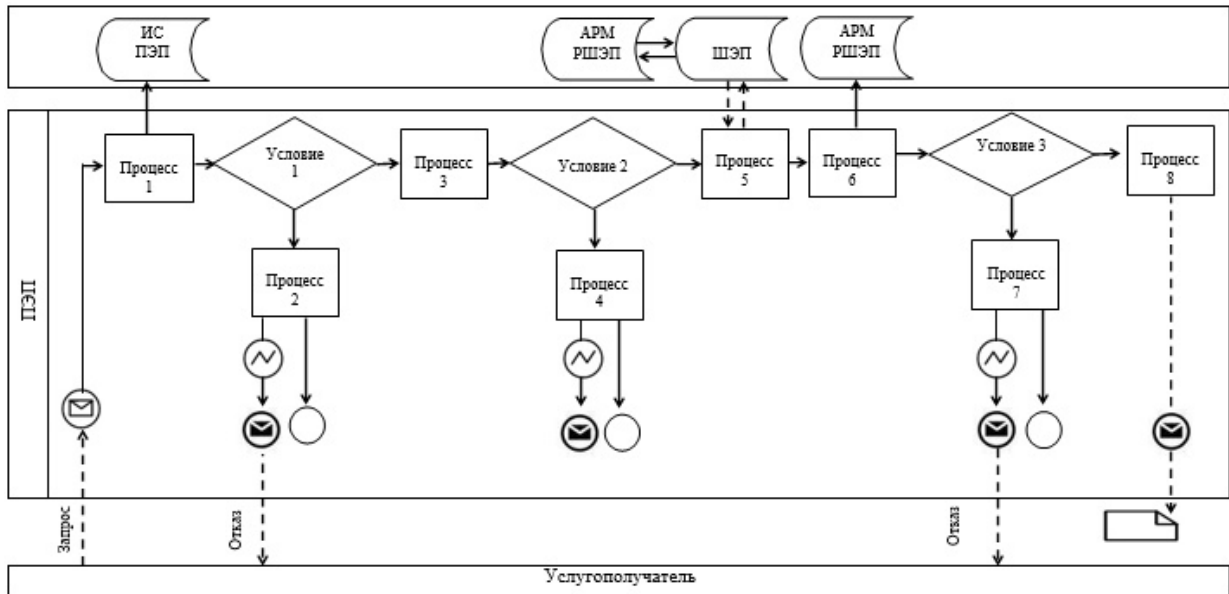 ИС
ПЭП
АРМ
РШЭП
ШЭП
АРМ
РШЭП
ПЭП
Процесс
1
Условие
1
Процесс
3
Условие 2
Процесс
5
Процесс
6
Условие 3
Процесс
8
Процесс
2
Процесс
4
Процесс
7
Запрос
Отказ
Отказ
Услугополучатель